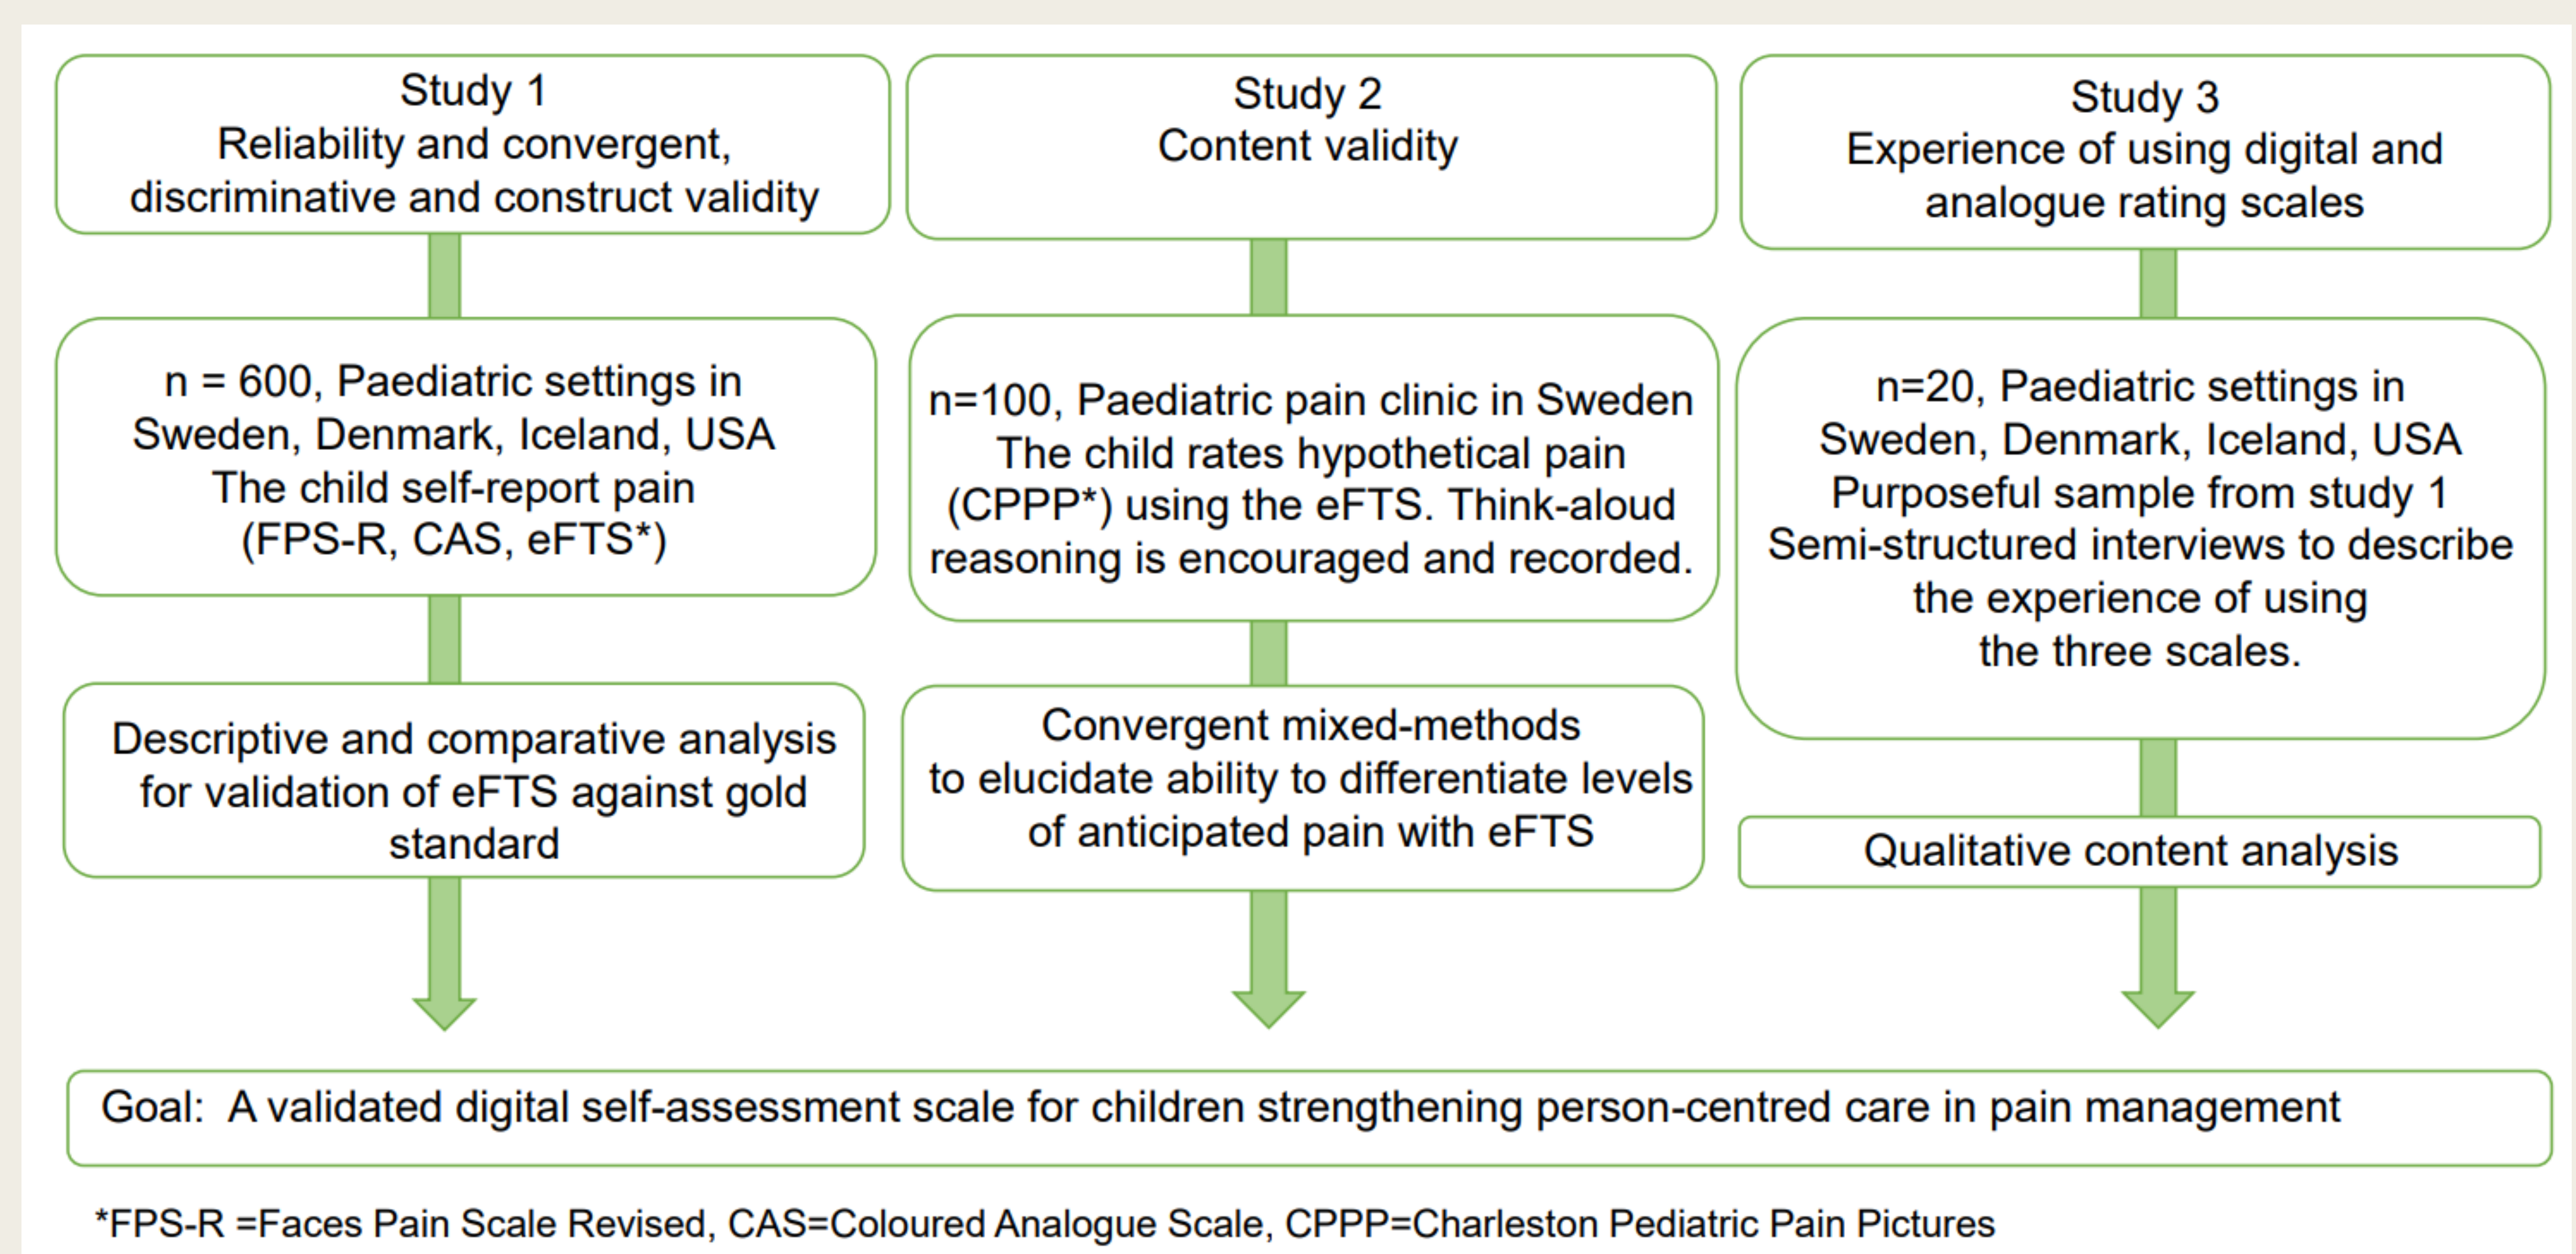 Study 1
Reliability and convergent,
discriminative and construct validity
n = 600, Paediatric settings in
Sweden, Denmark, Iceland, USA
The child self-report pain
(FPS-R, CAS, eFTS*)
Descriptive and comparative analysis
for validation of eFTS against gold
standard
Study 2
Content validity
n=100, Paediatric pain clinic in Sweden
The child rates hypothetical pain
(CPPP*) using the eFTS. Think-aloud
reasoning is encouraged and recorded.
Convergent mixed-methods
to elucidate ability to differentiate levels
of anticipated pain with eFTS
Study 3
Experience of using digital and
analogue rating scales
n=20, Paediatric settings in
Sweden, Denmark, Iceland, USA
Purposeful sample from study 1
Semi-structured interviews to describe
the experience of using
the three scales.
Qualitative content analysis
Goal:  A validated digital self-assessment scale for children strengthening person-centred care in pain management
*FPS-R =Faces Pain Scale Revised, CAS=Coloured Analogue Scale, CPPP=Charleston Pediatric Pain Pictures